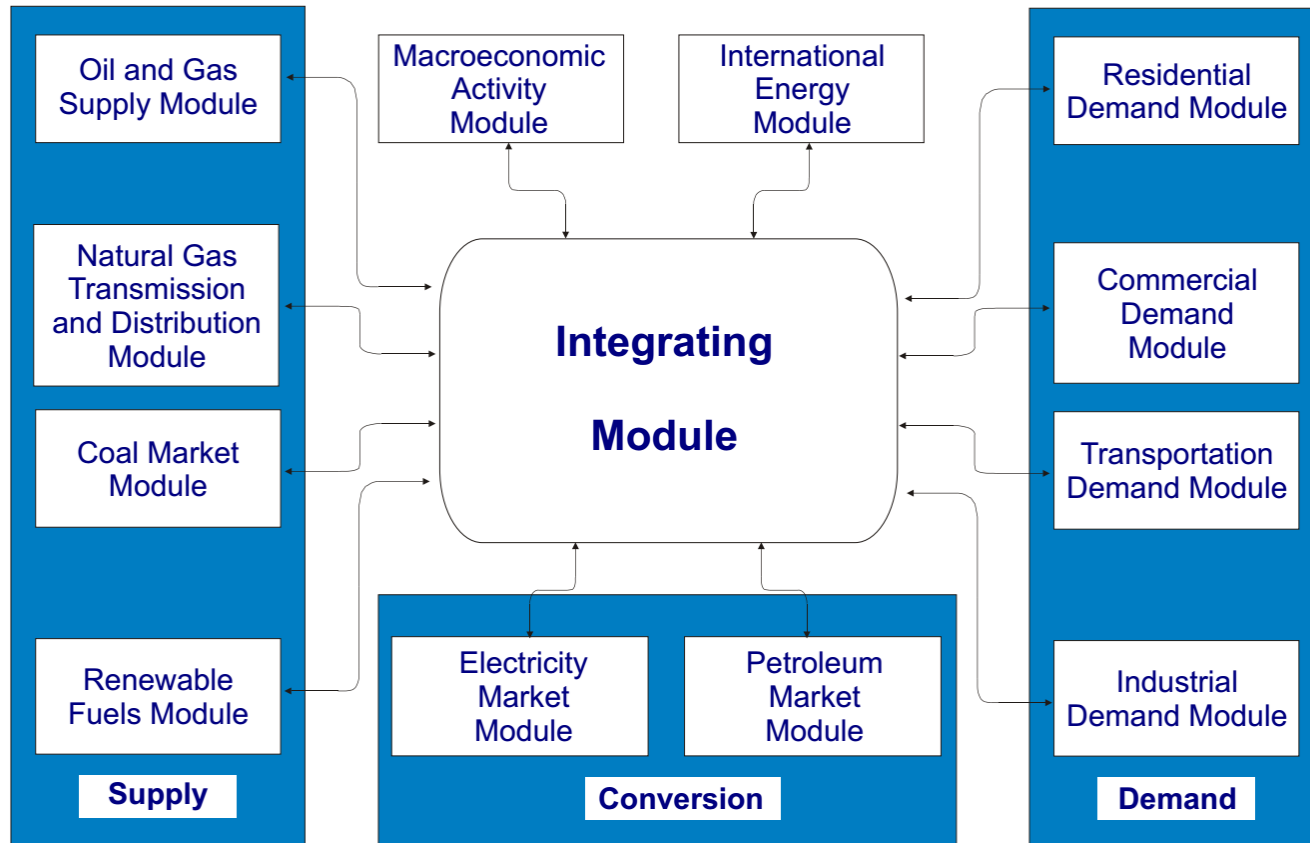 Oil and Gas
Supply Module
Natural Gas
Transmission
and Distribution
Module
Coal Market
Module
Renewable
Fuels Module
Supply
Macroeconomic
Activity
Module
International
Energy
Module
Integrating
Module
Electricity
Market
Module
Petroleum
Market
Module
Conversion
Residential
Demand Module
Commercial
Demand
Module
Transportation
Demand Module
Industrial
Demand Module
Demand